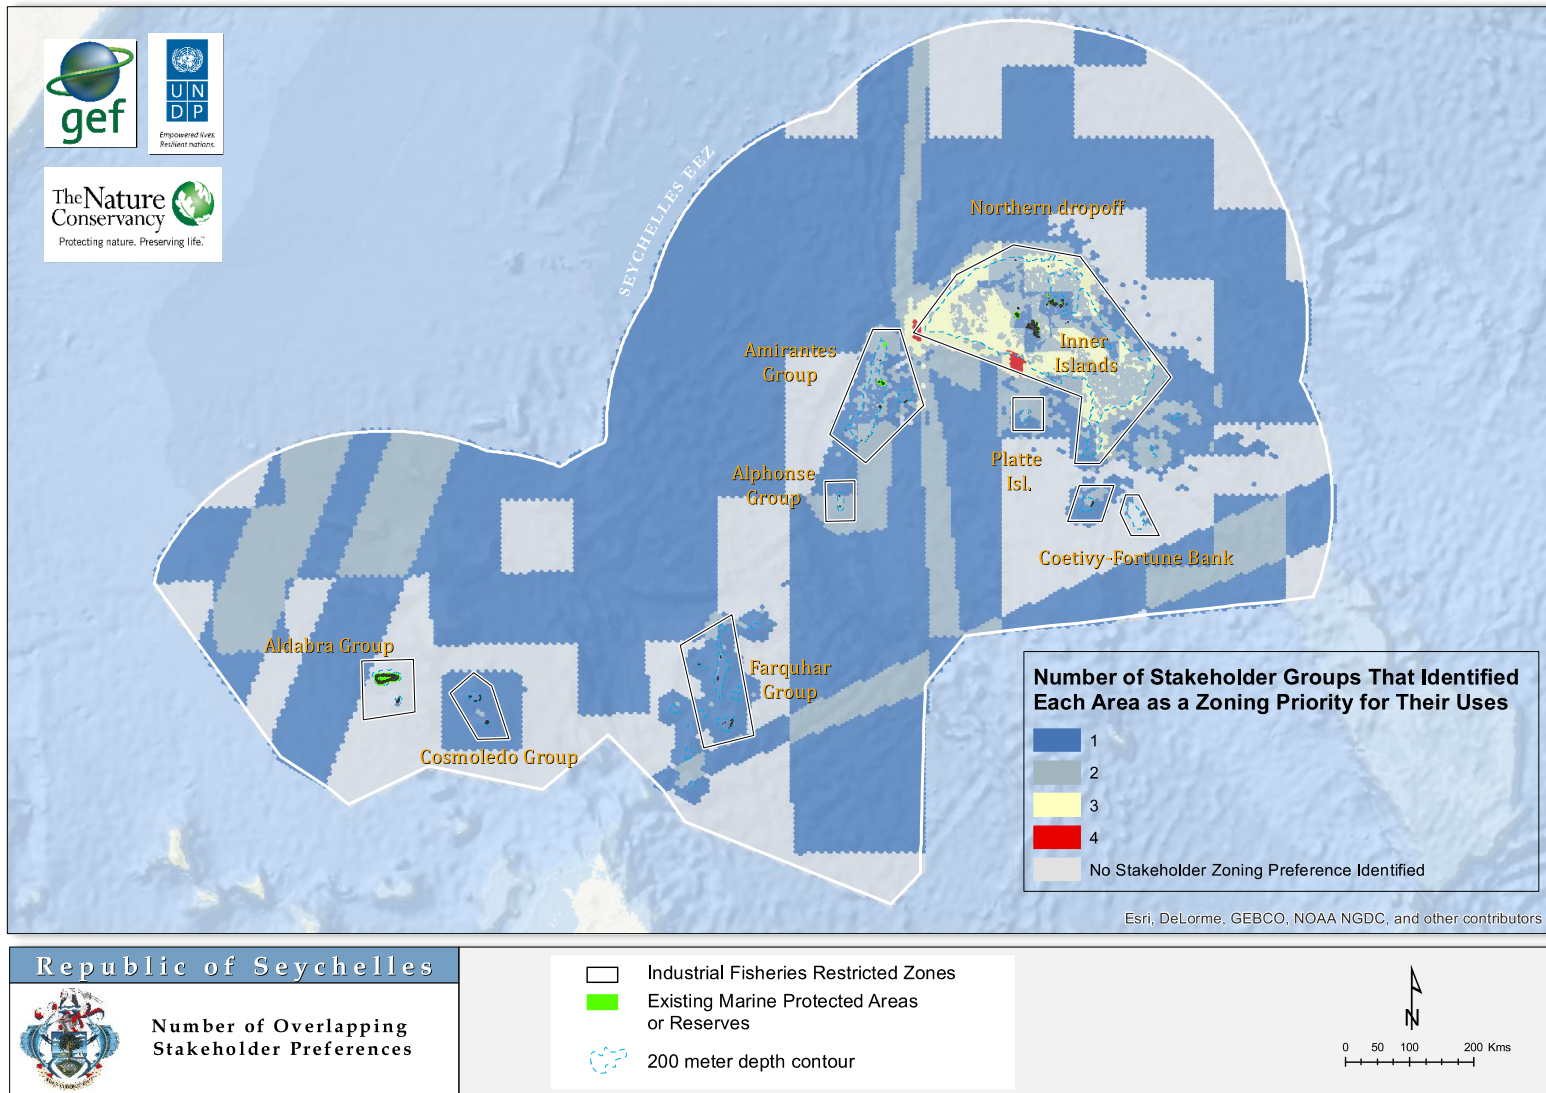 gef
U N
D P
Empowered lives.
Resilient nations.
The Nature
Conservancy
Protecting nature. Preserving life.™
SEYCHELLES EEZ
Northern dropoff
Inner
Islands
Amirantes
Group
Alphonse
Group
Platte
Isl.
Coetivy-Fortune Bank
Aldabra Group
Cosmoledo Group
Farquhar
Group
Number of Stakeholder Groups That Identified
Each Area as a Zoning Priority for Their Uses
1
2
3
4
No Stakeholder Zoning Preference Identified
Esri, DeLorme, GEBCO, NOAA NGDC, and other contributors
Republic of Seychelles
Number of Overlapping
Stakeholder Preferences
Industrial Fisheries Restricted Zones
Existing Marine Protected Areas
or Reserves
200 meter depth contour
N
0 50 100 200 Kms